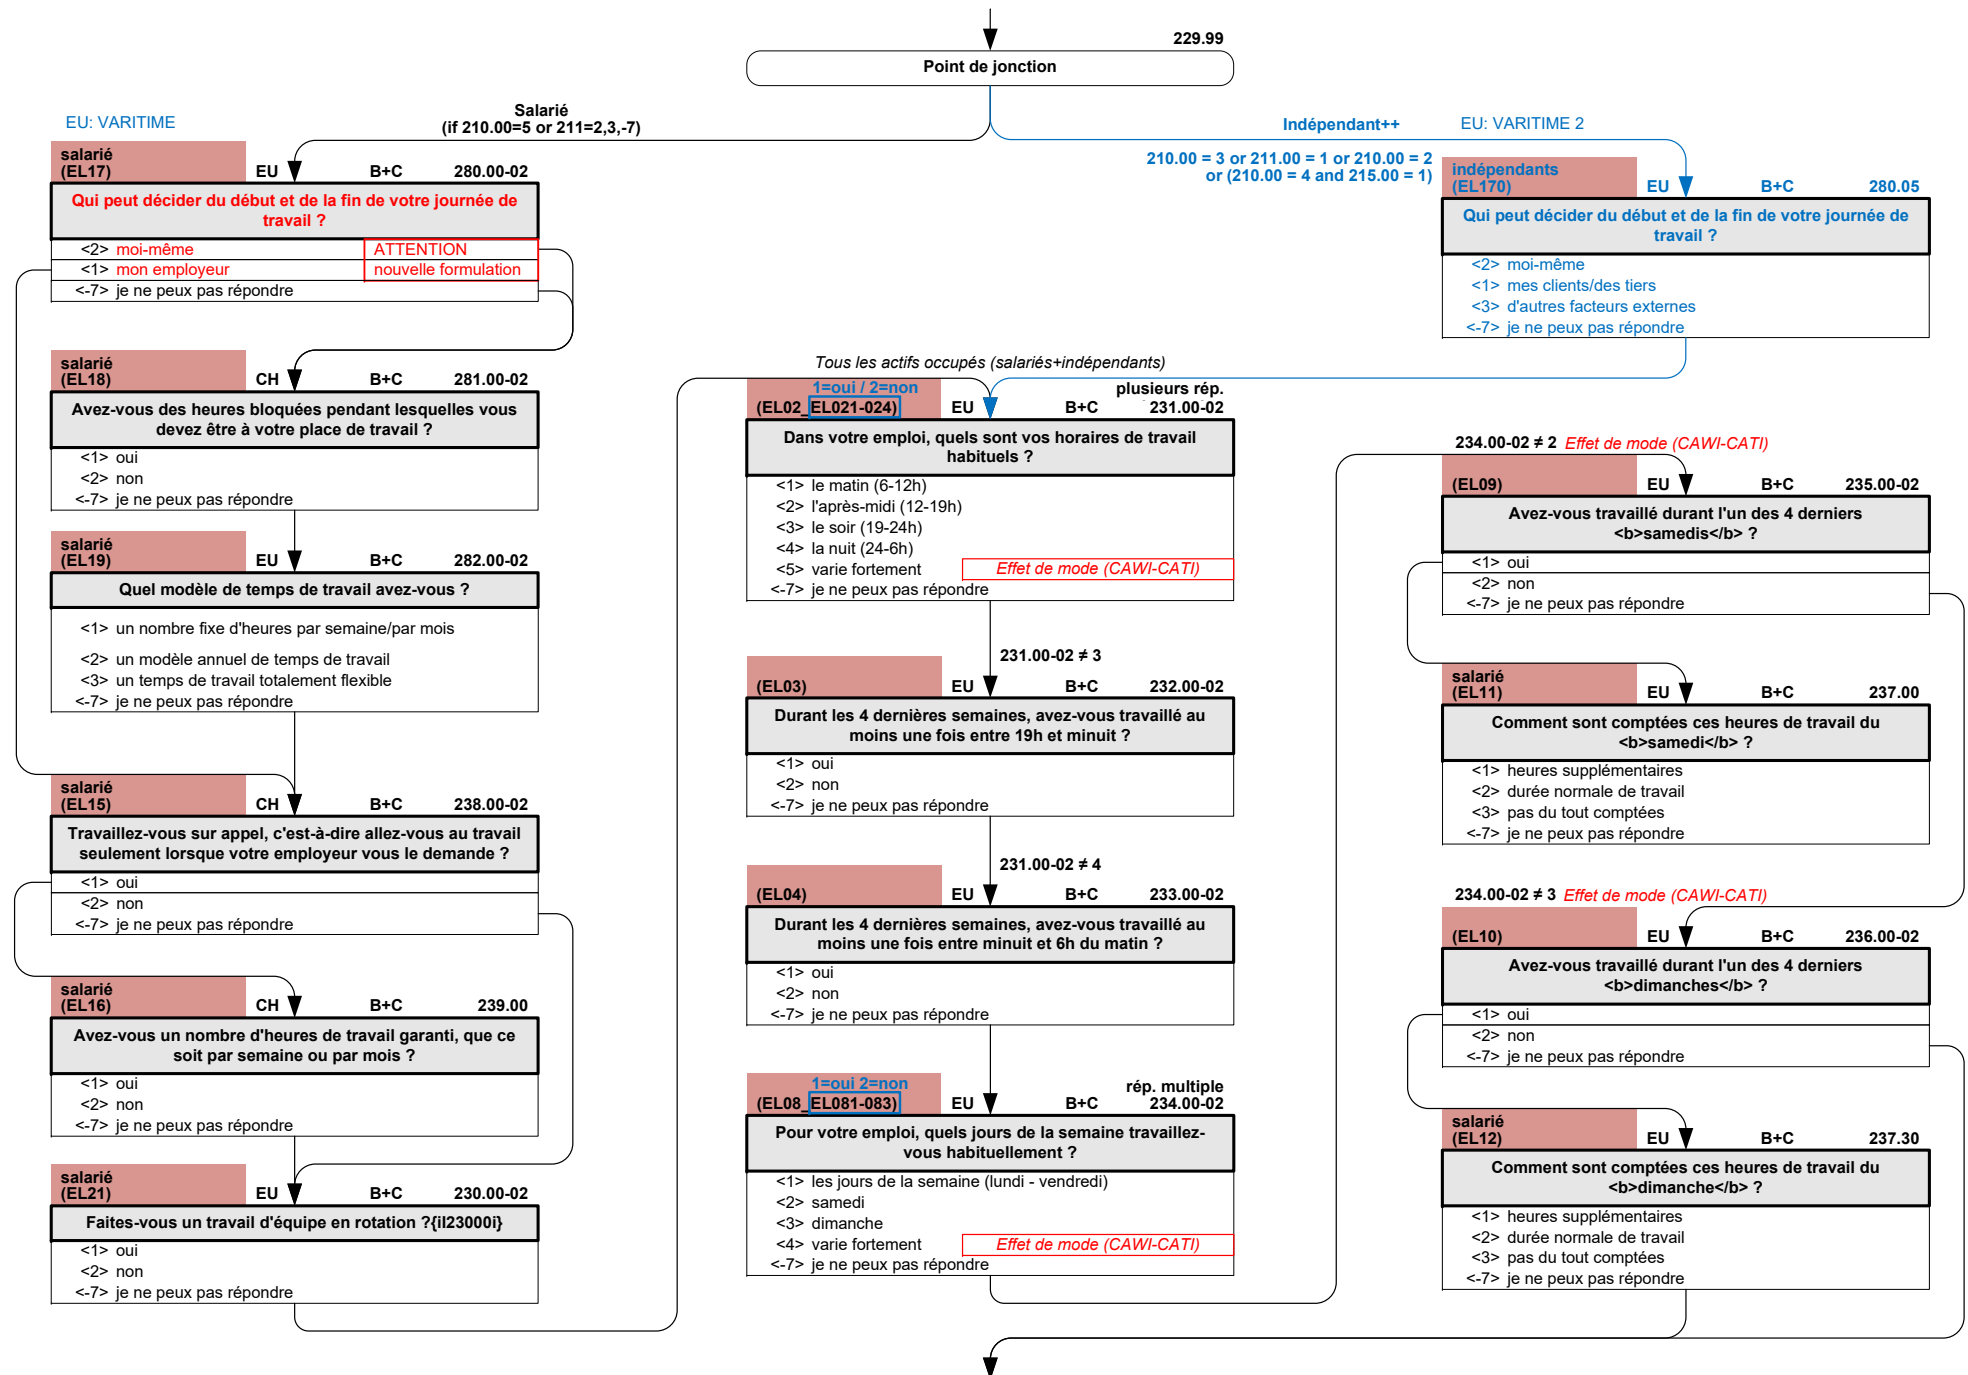 229.99
Point de jonction
EU: VARITIME
Salarié
(if 210.00=5 or 211=2,3,-7)
salarié
(EL17) EU B+C 280.00-02
Qui peut décider du début et de la fin de votre journée de
travail ?
<2> moi-même ATTENTION
<1> mon employeur nouvelle formulation
<-7> je ne peux pas répondre
salarié
(EL18) CH B+C 281.00-02
Avez-vous des heures bloquées pendant lesquelles vous
devez être à votre place de travail ?
<1> oui
<2> non
<-7> je ne peux pas répondre
salarié
(EL19) EU B+C 282.00-02
Quel modèle de temps de travail avez-vous ?
<1> un nombre fixe d'heures par semaine/par mois
<2> un modèle annuel de temps de travail
<3> un temps de travail totalement flexible
<-7> je ne peux pas répondre
salarié
(EL15) CH B+C 238.00-02
Travaillez-vous sur appel, c'est-à-dire allez-vous au travail
seulement lorsque votre employeur vous le demande ?
<1> oui
<2> non
<-7> je ne peux pas répondre
salarié
(EL16) CH B+C 239.00
Avez-vous un nombre d'heures de travail garanti, que ce
soit par semaine ou par mois ?
<1> oui
<2> non
<-7> je ne peux pas répondre
salarié
(EL21) EU B+C 230.00-02
Faites-vous un travail d'équipe en rotation ?{il23000i}
<1> oui
<2> non
<-7> je ne peux pas répondre
Indépendant++ EU: VARITIME 2
210.00 = 3 or 211.00 = 1 or 210.00 = 2
or (210.00 = 4 and 215.00 = 1)
indépendants
(EL170) EU B+C 280.05
Qui peut décider du début et de la fin de votre journée de
travail ?
<2> moi-même
<1> mes clients/des tiers
<3> d'autres facteurs externes
<-7> je ne peux pas répondre
Tous les actifs occupés (salariés+indépendants)
1=oui / 2=non plusieurs rép.
(EL02_EL021-024) EU B+C 231.00-02
Dans votre emploi, quels sont vos horaires de travail
habituels ?
<1> le matin (6-12h)
<2> l'après-midi (12-19h)
<3> le soir (19-24h)
<4> la nuit (24-6h)
<5> varie fortement Effet de mode (CAWI-CATI)
<-7> je ne peux pas répondre
231.00-02 ≠ 3
(EL03) EU B+C 232.00-02
Durant les 4 dernières semaines, avez-vous travaillé au
moins une fois entre 19h et minuit ?
<1> oui
<2> non
<-7> je ne peux pas répondre
231.00-02 ≠ 4
(EL04) EU B+C 233.00-02
Durant les 4 dernières semaines, avez-vous travaillé au
moins une fois entre minuit et 6h du matin ?
<1> oui
<2> non
<-7> je ne peux pas répondre
1=oui 2=non rép. multiple
(EL08_EL081-083) EU B+C 234.00-02
Pour votre emploi, quels jours de la semaine travaillez-
vous habituellement ?
<1> les jours de la semaine (lundi - vendredi)
<2> samedi
<3> dimanche
<4> varie fortement Effet de mode (CAWI-CATI)
<-7> je ne peux pas répondre
234.00-02 ≠ 2 Effet de mode (CAWI-CATI)
(EL09) EU B+C 235.00-02
Avez-vous travaillé durant l'un des 4 derniers
<b>samedis</b> ?
<1> oui
<2> non
<-7> je ne peux pas répondre
salarié
(EL11) EU B+C 237.00
Comment sont comptées ces heures de travail du
<b>samedi</b> ?
<1> heures supplémentaires
<2> durée normale de travail
<3> pas du tout comptées
<-7> je ne peux pas répondre
234.00-02 ≠ 3 Effet de mode (CAWI-CATI)
(EL10) EU B+C 236.00-02
Avez-vous travaillé durant l'un des 4 derniers
<b>dimanches</b> ?
<1> oui
<2> non
<-7> je ne peux pas répondre
salarié
(EL12) EU B+C 237.30
Comment sont comptées ces heures de travail du
<b>dimanche</b> ?
<1> heures supplémentaires
<2> durée normale de travail
<3> pas du tout comptées
<-7> je ne peux pas répondre